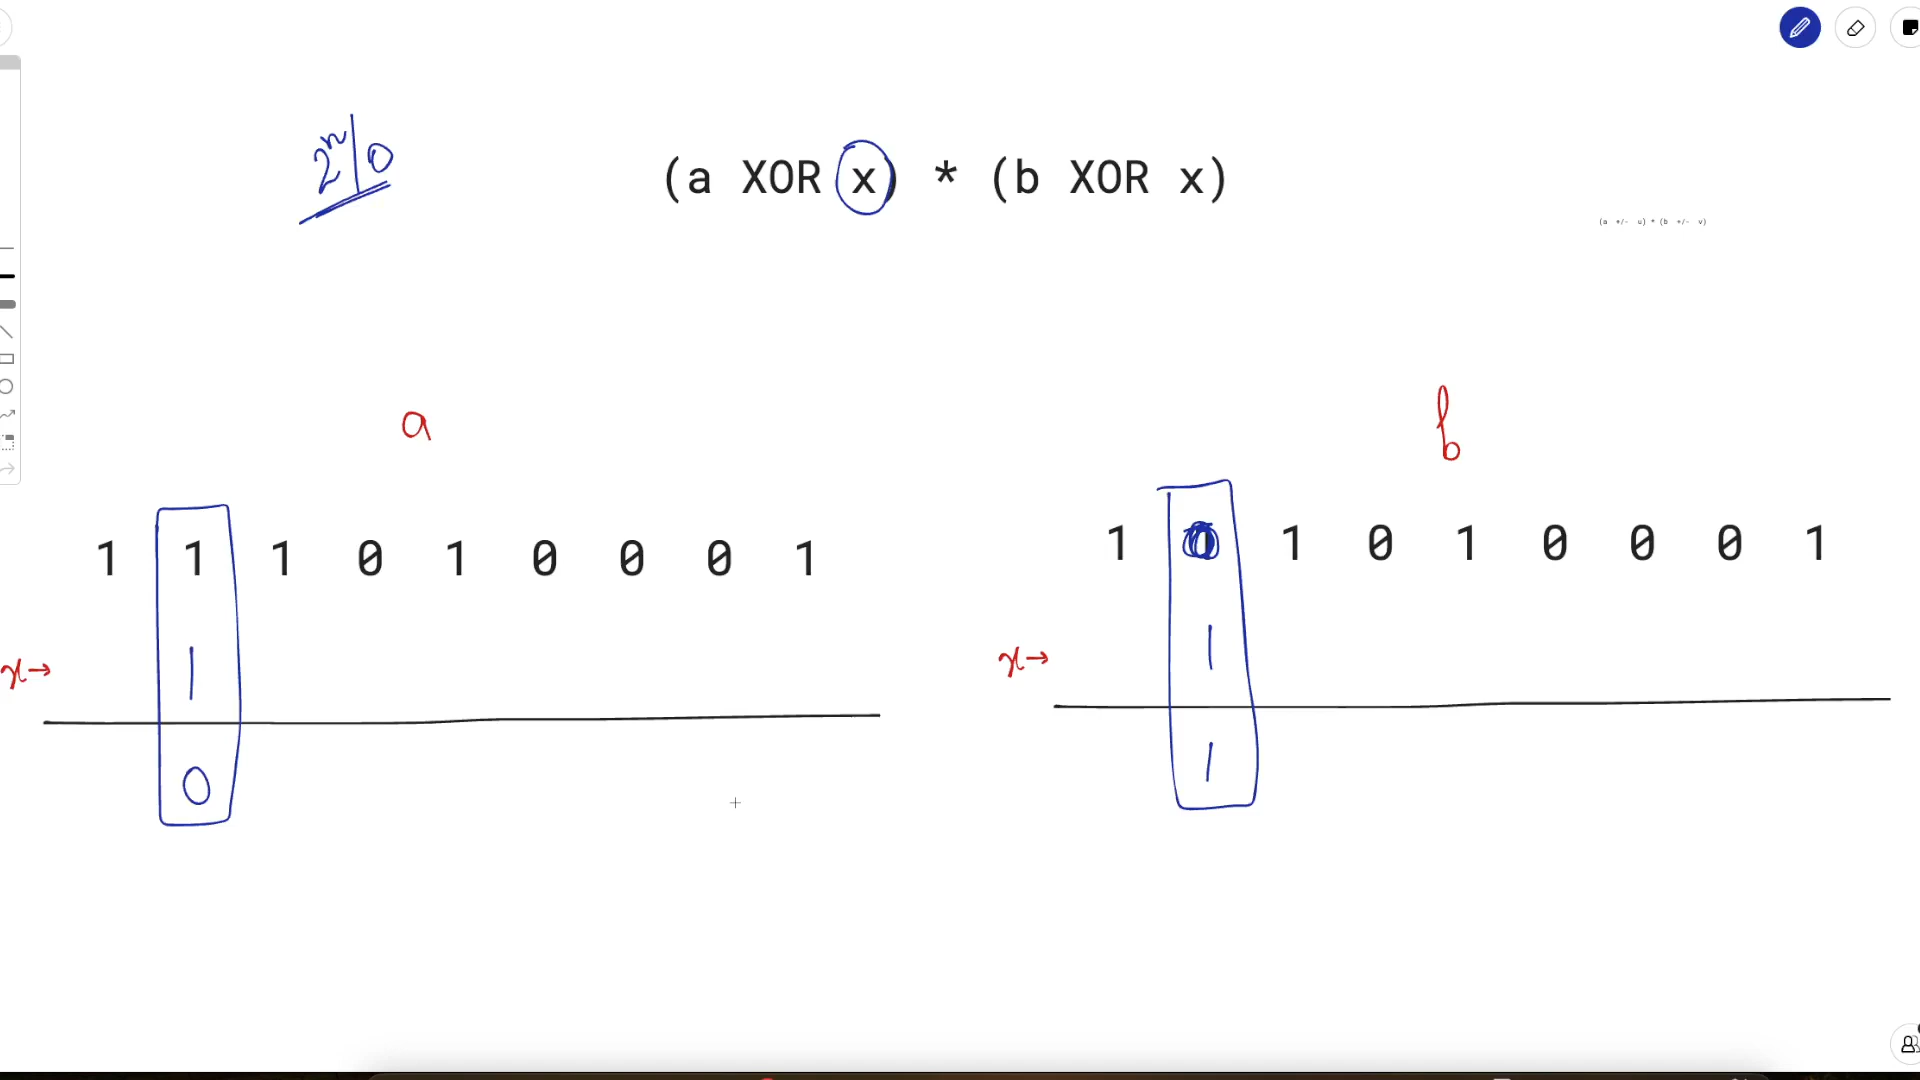 2ⁿ/0
(a XOR x) * (b XOR x)
(a +/- u) * (b +/- v)
a
b
1 1 1 0 1 0 0 0 1
1 0 1 0 1 0 0 0 1
x→ 1
x→ 1
0
1